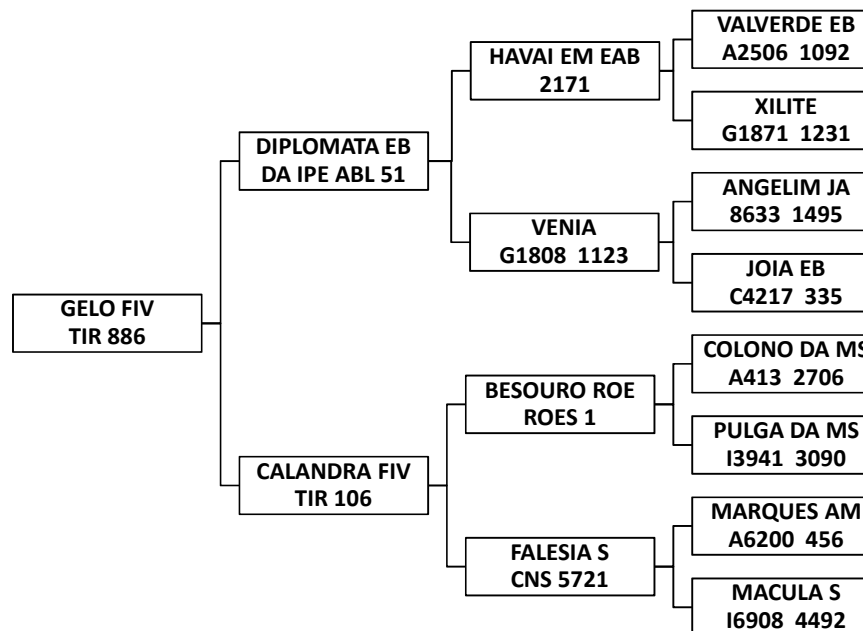 VALVERDE EB
A2506 1092
HAVAI EM EAB
2171
XILITE
G1871 1231
DIPLOMATA EB
DA IPE ABL 51
ANGELIM JA
8633 1495
VENIA
G1808 1123
JOIA EB
C4217 335
GELO FIV
TIR 886
COLONO DA MS
A413 2706
BESOURO ROE
ROES 1
PULGA DA MS
I3941 3090
CALANDRA FIV
TIR 106
MARQUES AM
A6200 456
FALESIA S
CNS 5721
MACULA S
I6908 4492